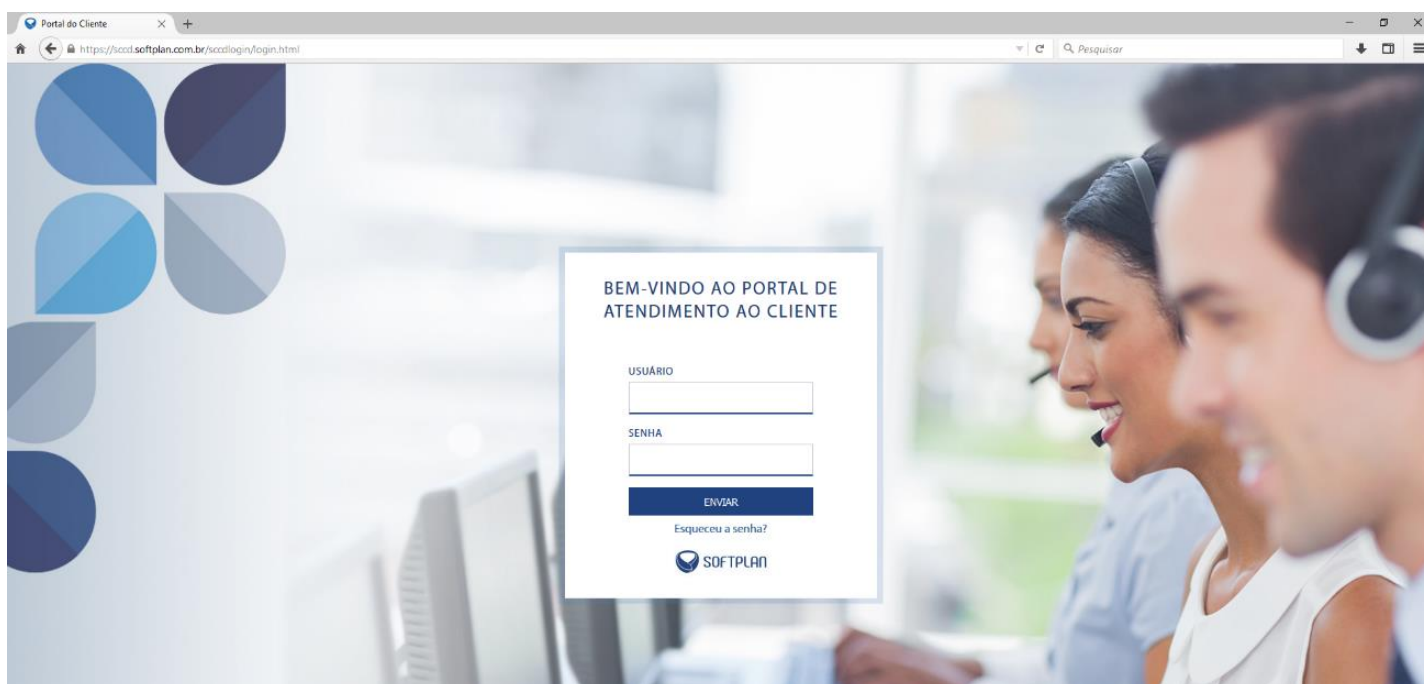 Portal do Cliente
https://sccd.softplan.com.br/sccdlogin/login.html
Pesquisar
BEM-VINDO AO PORTAL DE
ATENDIMENTO AO CLIENTE
USUÁRIO
SENHA
ENVIAR
Esqueceu a senha?
SOFTPLAN